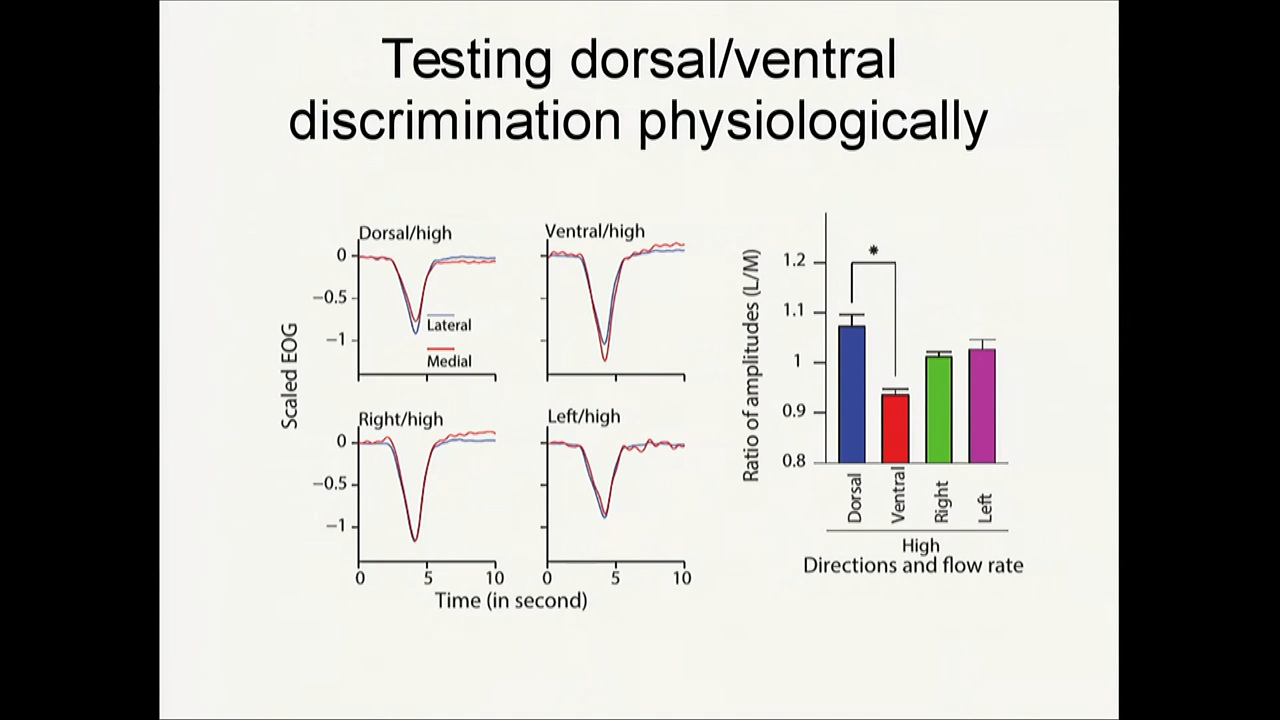 Testing dorsal/ventral
discrimination physiologically
Dorsal/high
Ventral/high
0
−0.5
−1
Lateral
Medial
Scaled EOG
Right/high
Left/high
0
−0.5
−1
0
5
10
0
5
10
Time (in second)
Ratio of amplitudes (L/M)
1.2
1.1
1
0.9
0.8
*
Dorsal
Ventral
Right
Left
High
Directions and flow rate